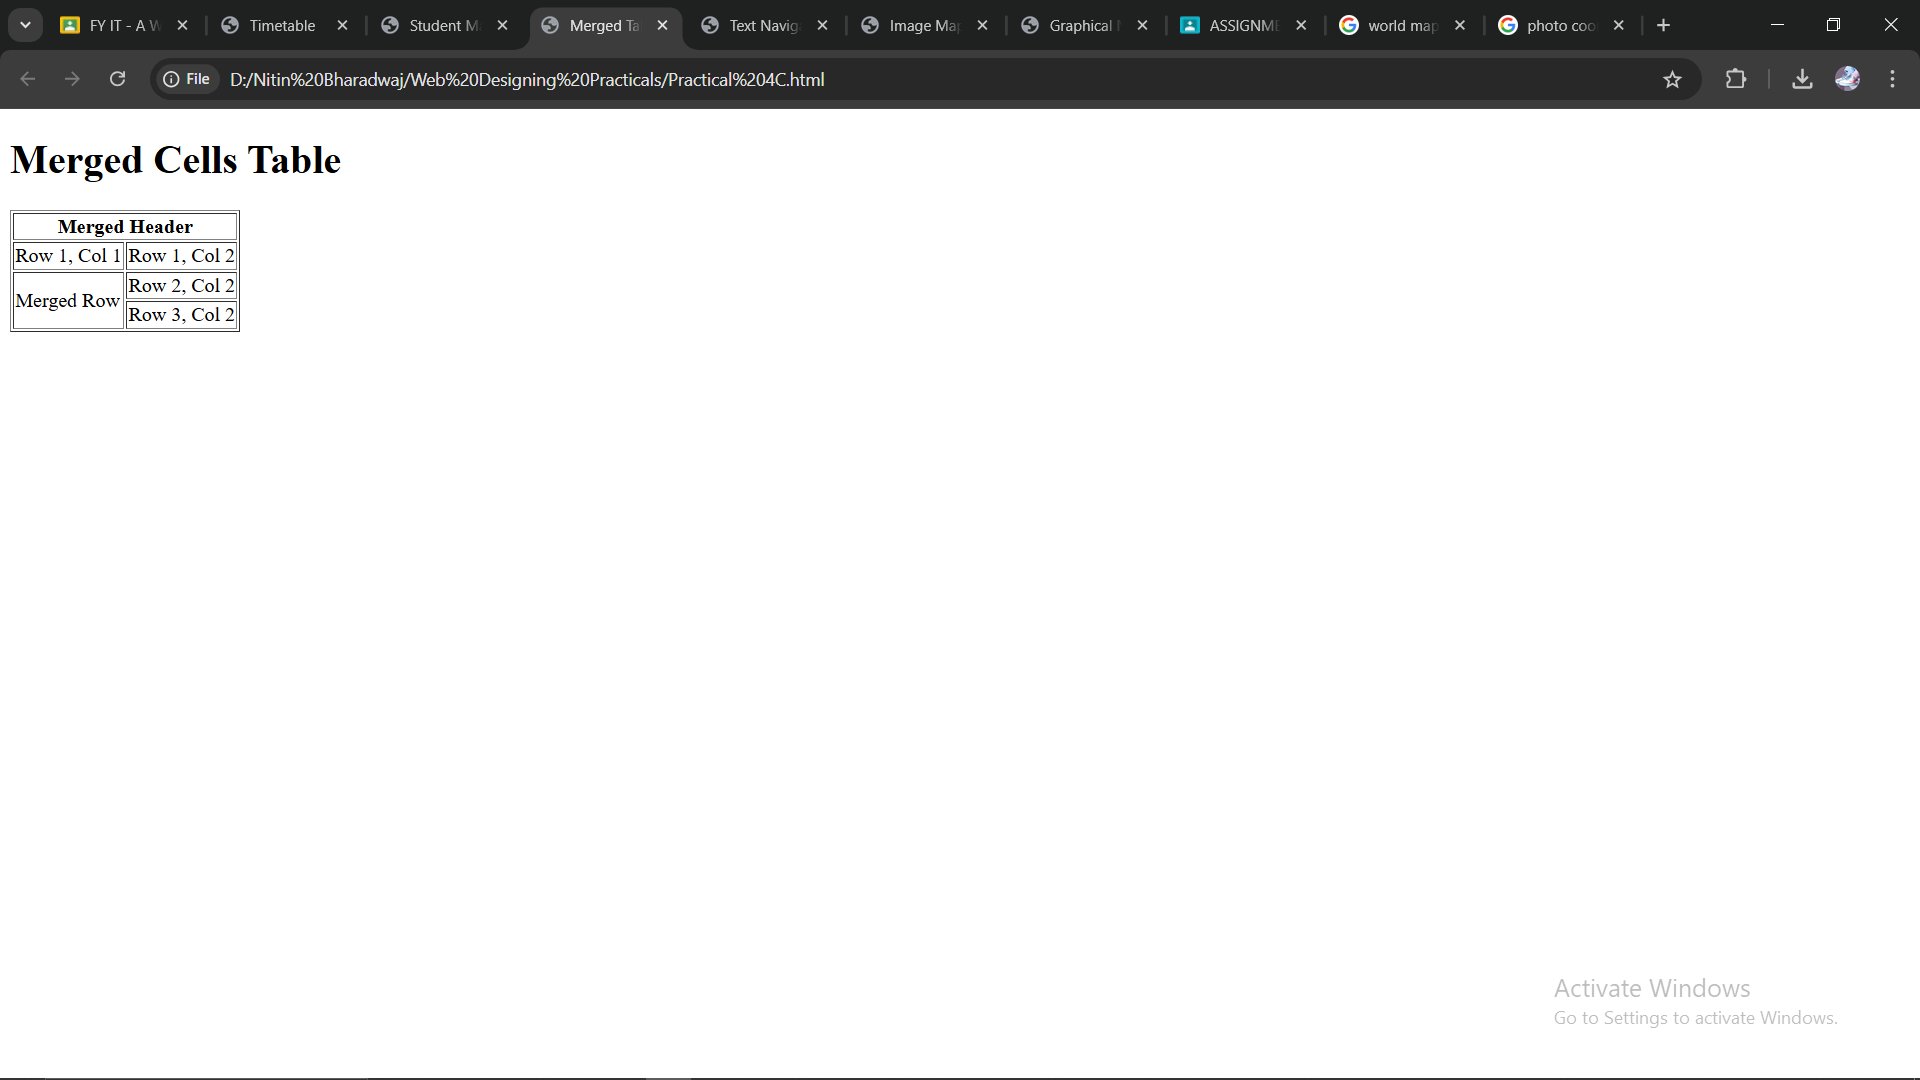 FY IT - A W
Timetable
Student M
Merged Ta
Text Navig
Image Map
Graphical
ASSIGNME
world map
photo coo
File
D:/Nitin%20Bharadwaj/Web%20Designing%20Practicals/Practical%204C.html
Merged Cells Table
Merged Header
Row 1, Col 1 Row 1, Col 2
Merged Row
Row 2, Col 2
Row 3, Col 2
Activate Windows
Go to Settings to activate Windows.